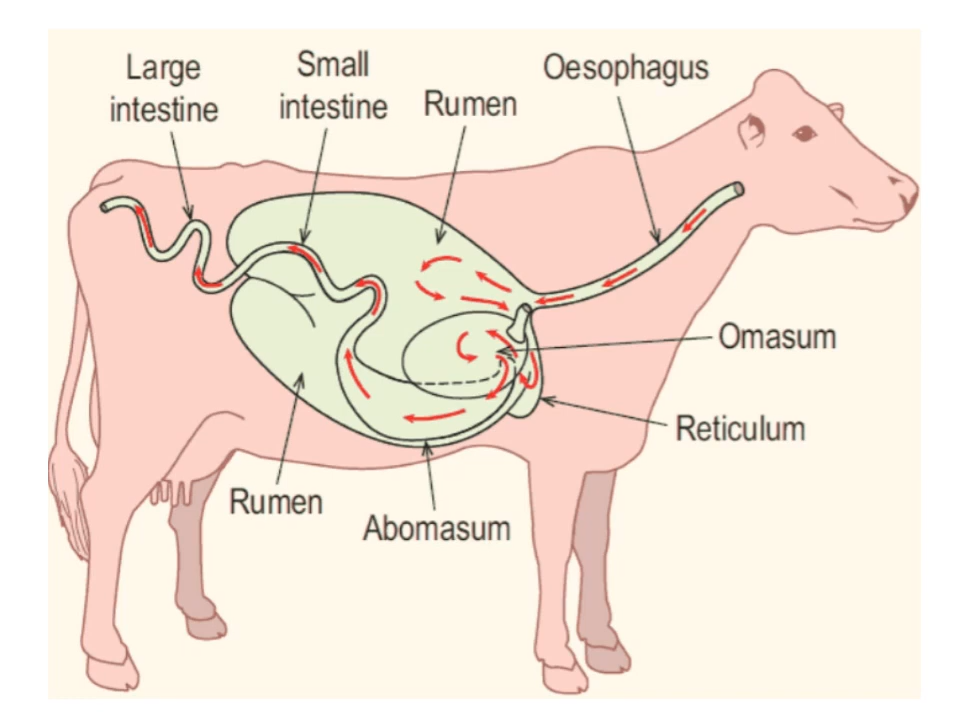 Large
intestine
Small
intestine
Rumen
Oesophagus
Omasum
Reticulum
Rumen
Abomasum